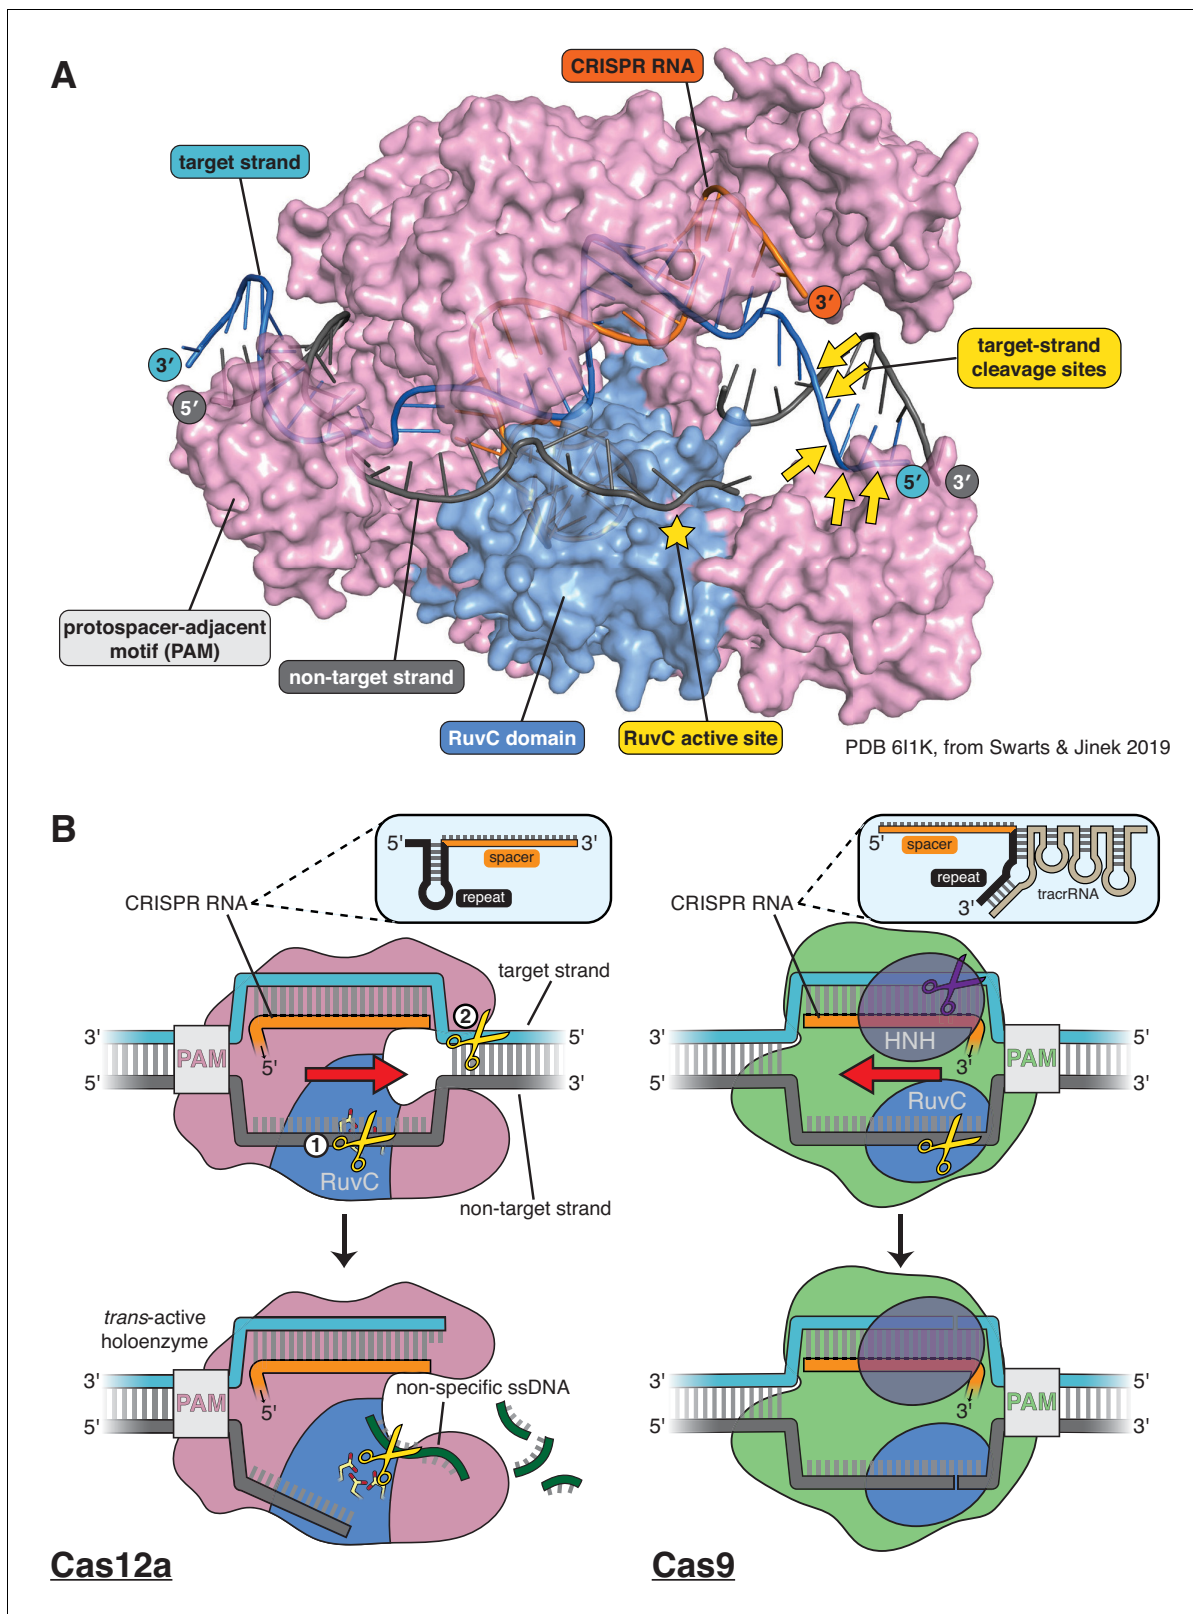 A
CRISPR RNA
target strand
3′
3′
5′
target-strand
cleavage sites
5′
3′
protospacer-adjacent
motif (PAM)
non-target strand
RuvC domain
RuvC active site
PDB 6I1K, from Swarts & Jinek 2019
B
5'
3'
spacer
repeat
CRISPR RNA
target strand
2
3'
5'
PAM
5'
5'
3'
1
RuvC
non-target strand
5'
spacer
repeat
tracrRNA
3'
CRISPR RNA
HNH
3'
5'
PAM
3'
5'
3'
RuvC
trans-active
holoenzyme
3'
PAM
5'
5'
non-specific ssDNA
Cas12a
3'
5'
PAM
3'
5'
3'
Cas9